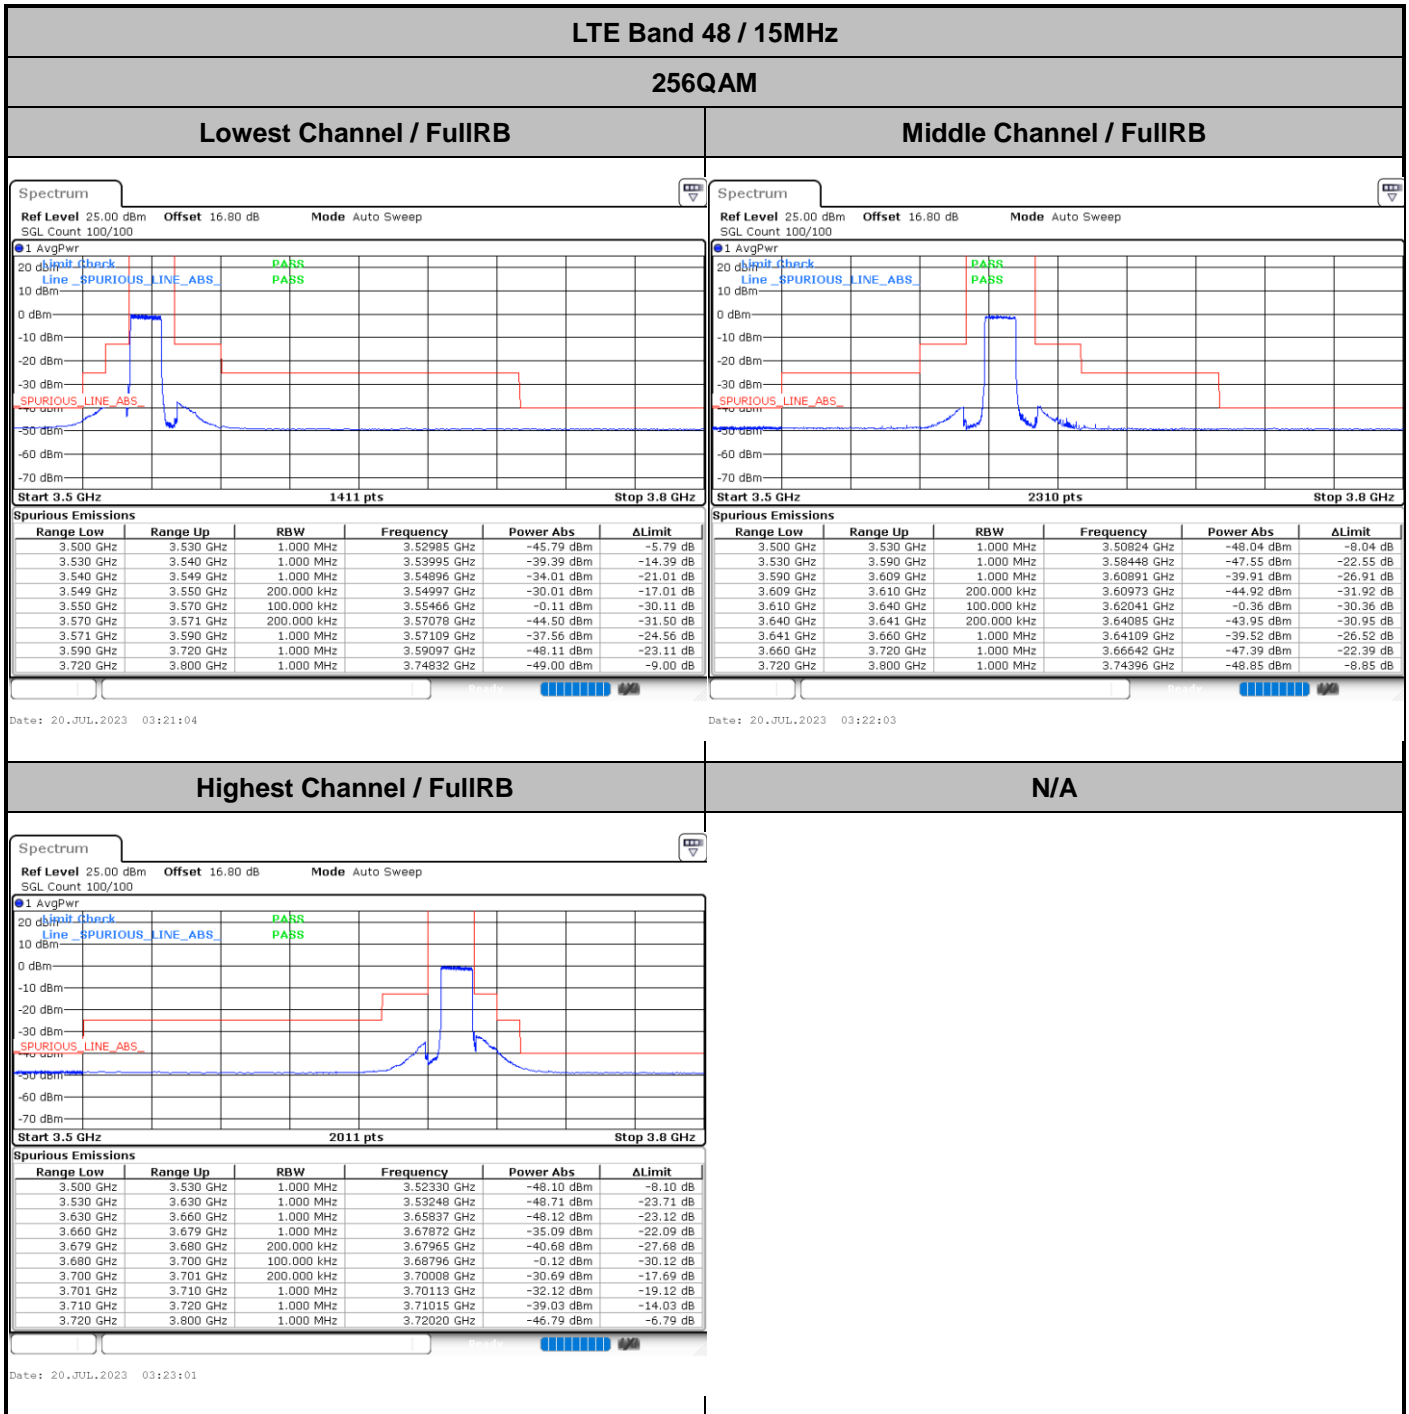 LTE Band 48 / 15MHz
256QAM
Lowest Channel / FullRB
Middle Channel / FullRB
Spectrum
Ref Level 25.00 dBm Offset 16.80 dB Mode Auto Sweep
SGL Count 100/100
1 AvgPwr
Limit Check PASS
Line _SPURIOUS_LINE_ABS_ PASS
20 dBm
10 dBm
0 dBm
-10 dBm
-20 dBm
-30 dBm
_SPURIOUS_LINE_ABS_
-40 dBm
-50 dBm
-60 dBm
-70 dBm
Start 3.5 GHz 1411 pts Stop 3.8 GHz
Spurious Emissions
Range Low Range Up RBW Frequency Power Abs ΔLimit
3.500 GHz 3.530 GHz 1.000 MHz 3.52985 GHz -45.79 dBm -5.79 dB
3.530 GHz 3.540 GHz 1.000 MHz 3.53995 GHz -39.39 dBm -14.39 dB
3.540 GHz 3.549 GHz 1.000 MHz 3.54896 GHz -34.01 dBm -21.01 dB
3.549 GHz 3.550 GHz 200.000 kHz 3.54997 GHz -30.01 dBm -17.01 dB
3.550 GHz 3.570 GHz 100.000 kHz 3.55466 GHz -0.11 dBm -30.11 dB
3.570 GHz 3.571 GHz 200.000 kHz 3.57078 GHz -44.50 dBm -31.50 dB
3.571 GHz 3.590 GHz 1.000 MHz 3.57109 GHz -37.56 dBm -24.56 dB
3.590 GHz 3.720 GHz 1.000 MHz 3.59097 GHz -48.11 dBm -23.11 dB
3.720 GHz 3.800 GHz 1.000 MHz 3.74832 GHz -49.00 dBm -9.00 dB
Ready
Date: 20.JUL.2023 03:21:04
Spectrum
Ref Level 25.00 dBm Offset 16.80 dB Mode Auto Sweep
SGL Count 100/100
1 AvgPwr
Limit Check PASS
Line _SPURIOUS_LINE_ABS_ PASS
20 dBm
10 dBm
0 dBm
-10 dBm
-20 dBm
-30 dBm
_SPURIOUS_LINE_ABS_
-40 dBm
-50 dBm
-60 dBm
-70 dBm
Start 3.5 GHz 2310 pts Stop 3.8 GHz
Spurious Emissions
Range Low Range Up RBW Frequency Power Abs ΔLimit
3.500 GHz 3.530 GHz 1.000 MHz 3.50824 GHz -48.04 dBm -8.04 dB
3.530 GHz 3.590 GHz 1.000 MHz 3.58448 GHz -47.55 dBm -22.55 dB
3.590 GHz 3.609 GHz 1.000 MHz 3.60891 GHz -39.91 dBm -26.91 dB
3.609 GHz 3.610 GHz 200.000 kHz 3.60973 GHz -44.92 dBm -31.92 dB
3.610 GHz 3.640 GHz 100.000 kHz 3.62041 GHz -0.36 dBm -30.36 dB
3.640 GHz 3.641 GHz 200.000 kHz 3.64085 GHz -43.95 dBm -30.95 dB
3.641 GHz 3.660 GHz 1.000 MHz 3.64109 GHz -39.52 dBm -26.52 dB
3.660 GHz 3.720 GHz 1.000 MHz 3.66642 GHz -47.39 dBm -22.39 dB
3.720 GHz 3.800 GHz 1.000 MHz 3.74396 GHz -48.85 dBm -8.85 dB
Ready
Date: 20.JUL.2023 03:22:03
Highest Channel / FullRB
N/A
Spectrum
Ref Level 25.00 dBm Offset 16.80 dB Mode Auto Sweep
SGL Count 100/100
1 AvgPwr
Limit Check PASS
Line _SPURIOUS_LINE_ABS_ PASS
20 dBm
10 dBm
0 dBm
-10 dBm
-20 dBm
-30 dBm
_SPURIOUS_LINE_ABS_
-40 dBm
-50 dBm
-60 dBm
-70 dBm
Start 3.5 GHz 2011 pts Stop 3.8 GHz
Spurious Emissions
Range Low Range Up RBW Frequency Power Abs ΔLimit
3.500 GHz 3.530 GHz 1.000 MHz 3.52330 GHz -48.10 dBm -8.10 dB
3.530 GHz 3.630 GHz 1.000 MHz 3.53248 GHz -48.71 dBm -23.71 dB
3.630 GHz 3.660 GHz 1.000 MHz 3.65837 GHz -48.12 dBm -23.12 dB
3.660 GHz 3.679 GHz 1.000 MHz 3.67872 GHz -35.09 dBm -22.09 dB
3.679 GHz 3.680 GHz 200.000 kHz 3.67965 GHz -40.68 dBm -27.68 dB
3.680 GHz 3.700 GHz 100.000 kHz 3.68796 GHz -0.12 dBm -30.12 dB
3.700 GHz 3.701 GHz 200.000 kHz 3.70008 GHz -30.69 dBm -17.69 dB
3.701 GHz 3.710 GHz 1.000 MHz 3.70113 GHz -32.12 dBm -19.12 dB
3.710 GHz 3.720 GHz 1.000 MHz 3.71015 GHz -39.03 dBm -14.03 dB
3.720 GHz 3.800 GHz 1.000 MHz 3.72020 GHz -46.79 dBm -6.79 dB
Ready
Date: 20.JUL.2023 03:23:01